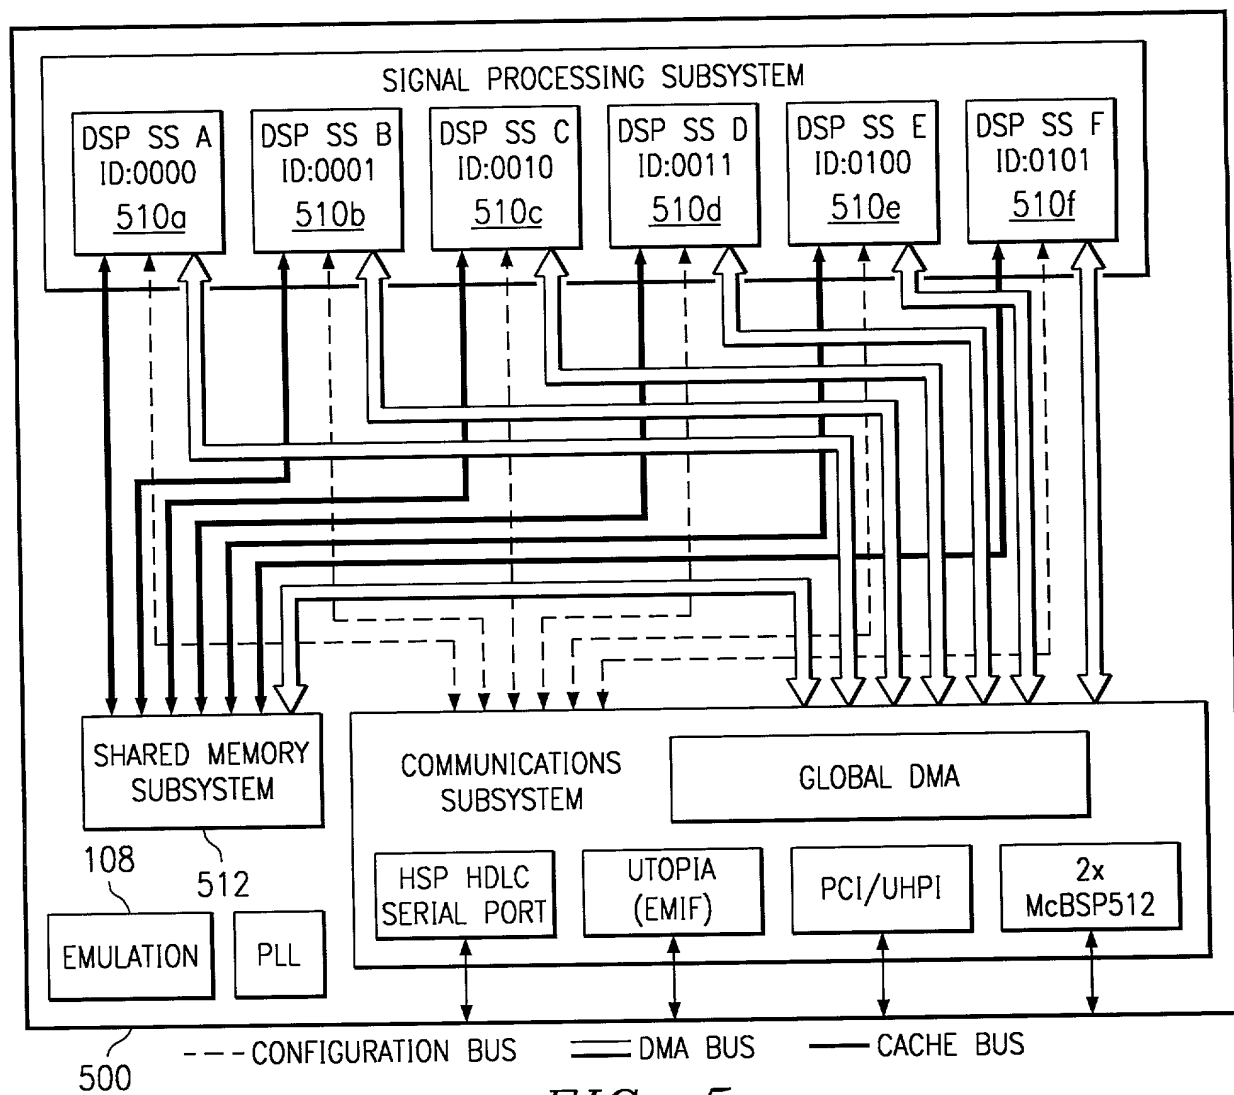 SIGNAL PROCESSING SUBSYSTEM
DSP SS A
ID:0000
510a
DSP SS B
ID:0001
510b
DSP SS C
ID:0010
510c
DSP SS D
ID:0011
510d
DSP SS E
ID:0100
510e
DSP SS F
ID:0101
510f
SHARED MEMORY
SUBSYSTEM
512
COMMUNICATIONS
SUBSYSTEM
GLOBAL DMA
HSP HDLC
SERIAL PORT
UTOPIA
(EMIF)
PCI/UHPI
2x
McBSP512
108
EMULATION
PLL
500
CONFIGURATION BUS
DMA BUS
CACHE BUS
FIG. 5